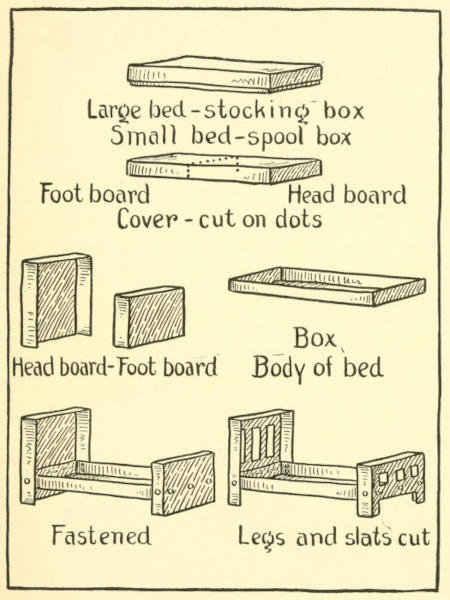 Large bed-stocking box
Small bed-spool box
Foot board Head board
Cover-cut on dots
Head board-Foot board
Box
Body of bed
Fastened
Legs and slats cut